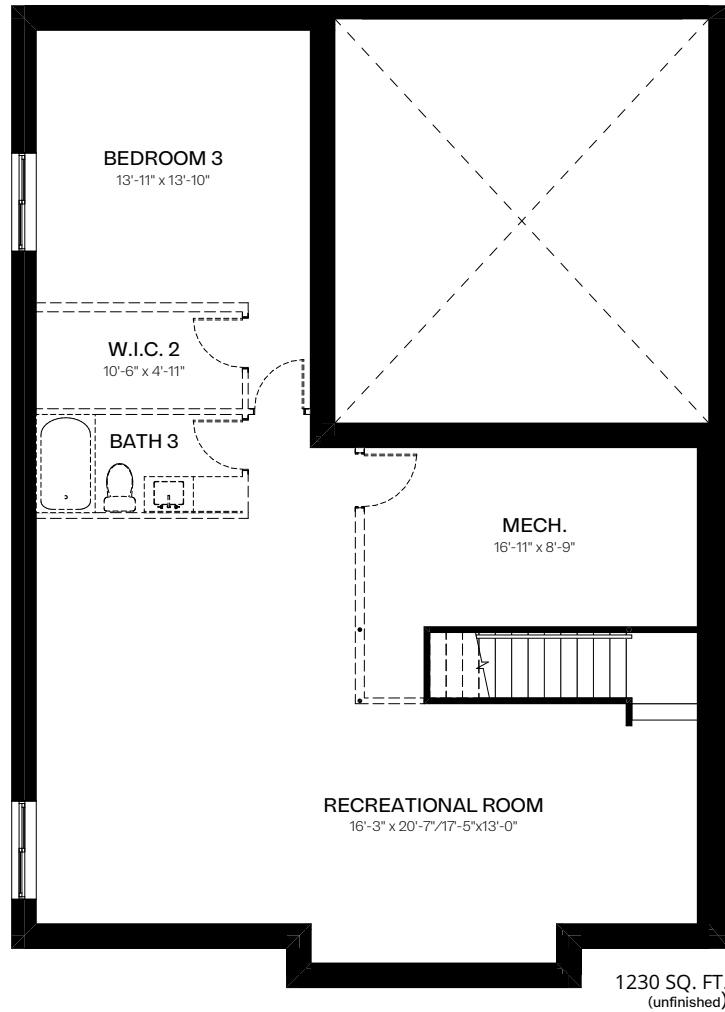 BEDROOM 3
13'-11" x 13'-10"
W.I.C. 2
10'-6" x 4'-11"
BATH 3
MECH.
16'-11" x 8'-9"
RECREATIONAL ROOM
16'-3" x 20'-7"/17'-5"x13'-0"
1230 SQ. FT.
(unfinished)